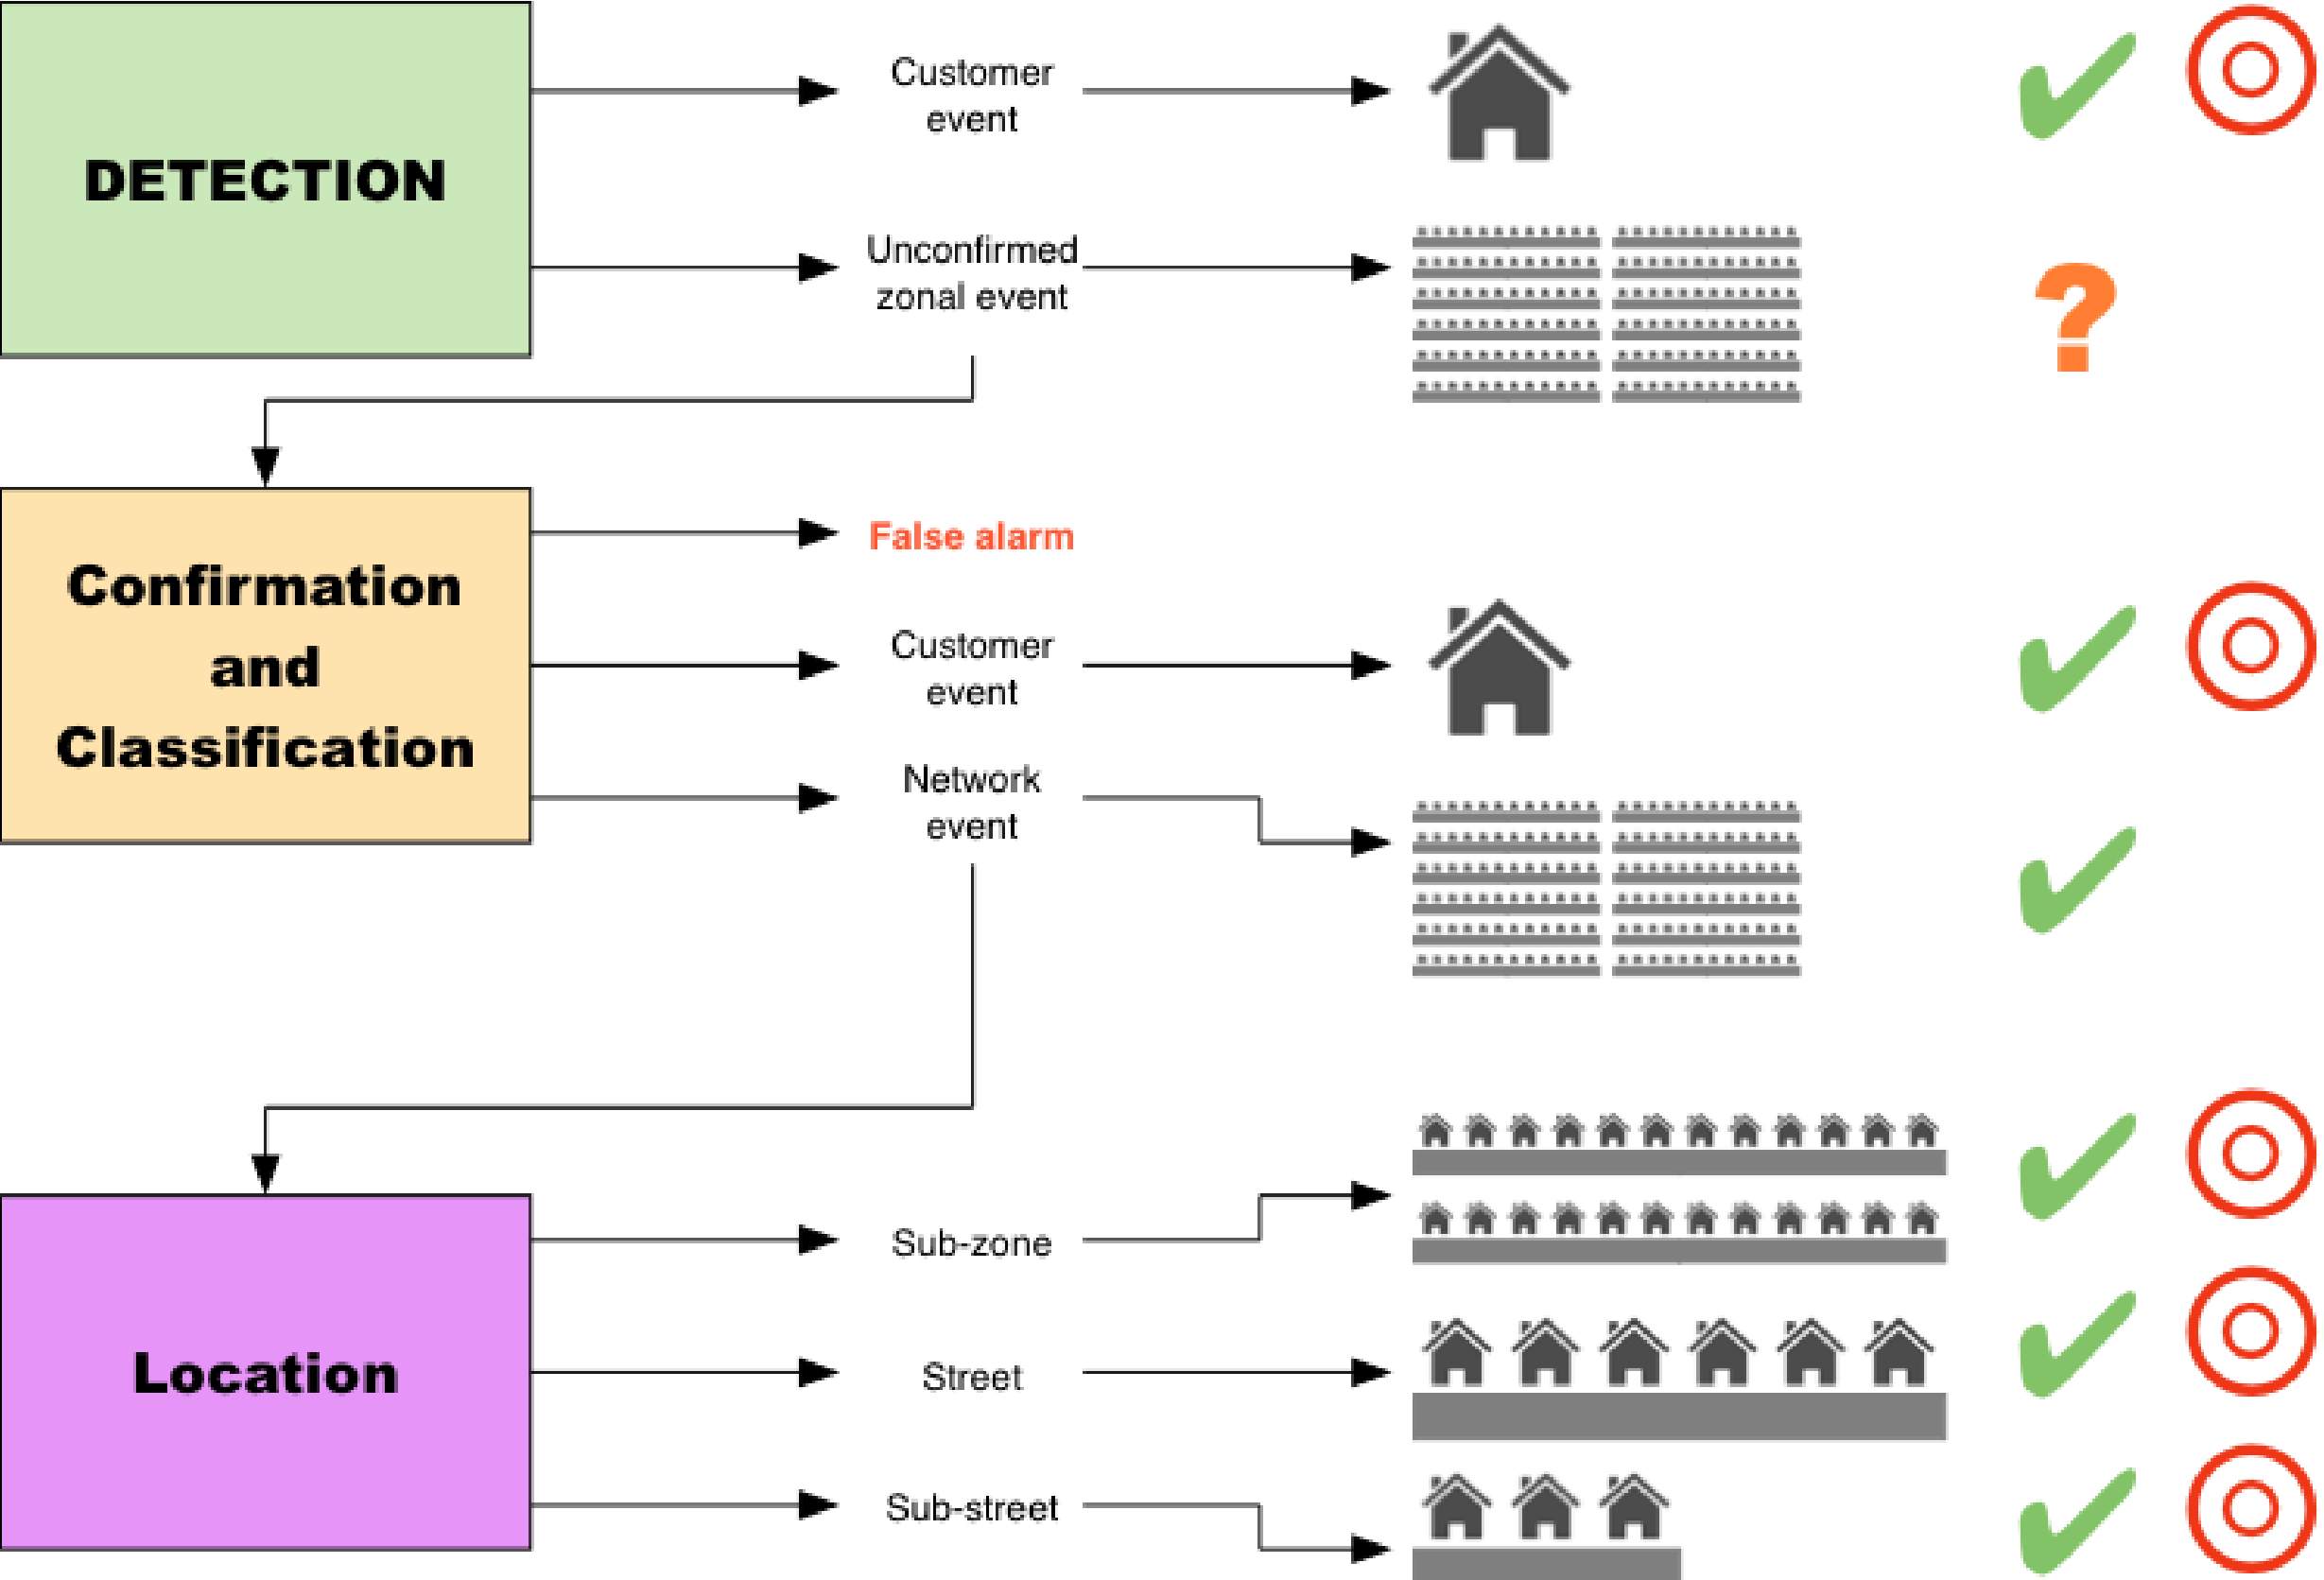 DETECTION
Customer
event
Unconfirmed
zonal event
?
Confirmation
and
Classification
False alarm
Customer
event
Network
event
Location
Sub-zone
Street
Sub-street